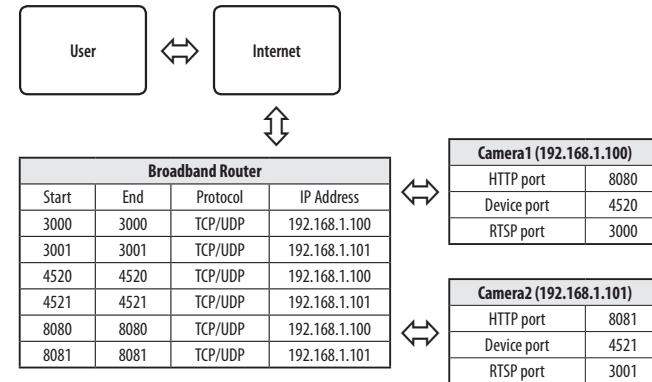 User
Internet
Broadband Router
Start End Protocol IP Address
3000 3000 TCP/UDP 192.168.1.100
3001 3001 TCP/UDP 192.168.1.101
4520 4520 TCP/UDP 192.168.1.100
4521 4521 TCP/UDP 192.168.1.101
8080 8080 TCP/UDP 192.168.1.100
8081 8081 TCP/UDP 192.168.1.101
Camera1 (192.168.1.100)
HTTP port 8080
Device port 4520
RTSP port 3000
Camera2 (192.168.1.101)
HTTP port 8081
Device port 4521
RTSP port 3001